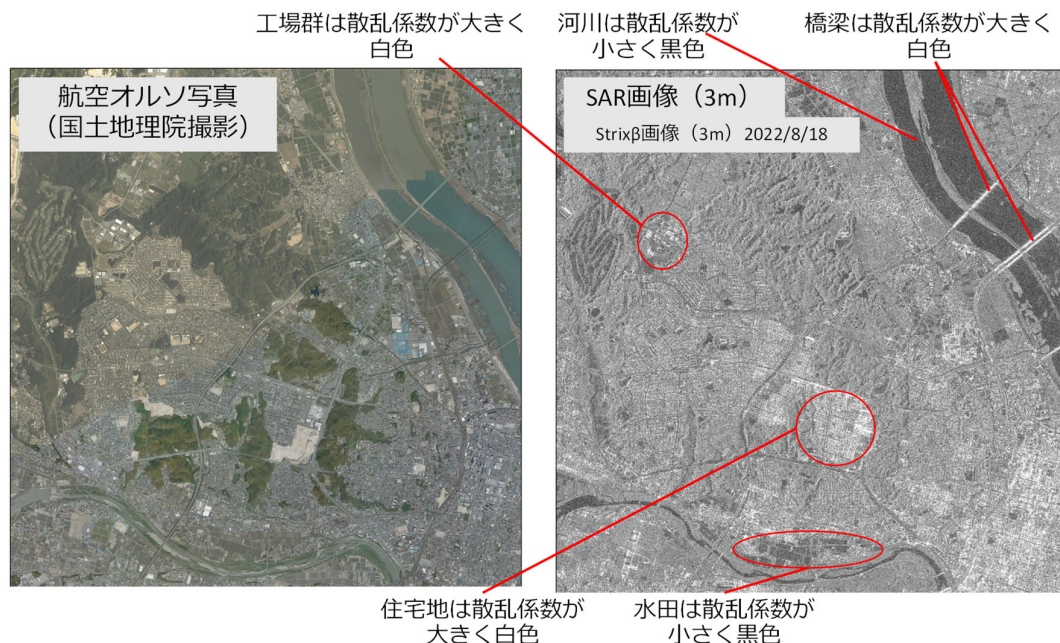 工場群は散乱係数が大きく
白色
河川は散乱係数が
小さく黒色
橋梁は散乱係数が大きく
白色
航空オルソ写真
（国土地理院撮影）
SAR画像（3m）
Strixβ画像（3m）2022/8/18
住宅地は散乱係数が
大きく白色
水田は散乱係数が
小さく黒色